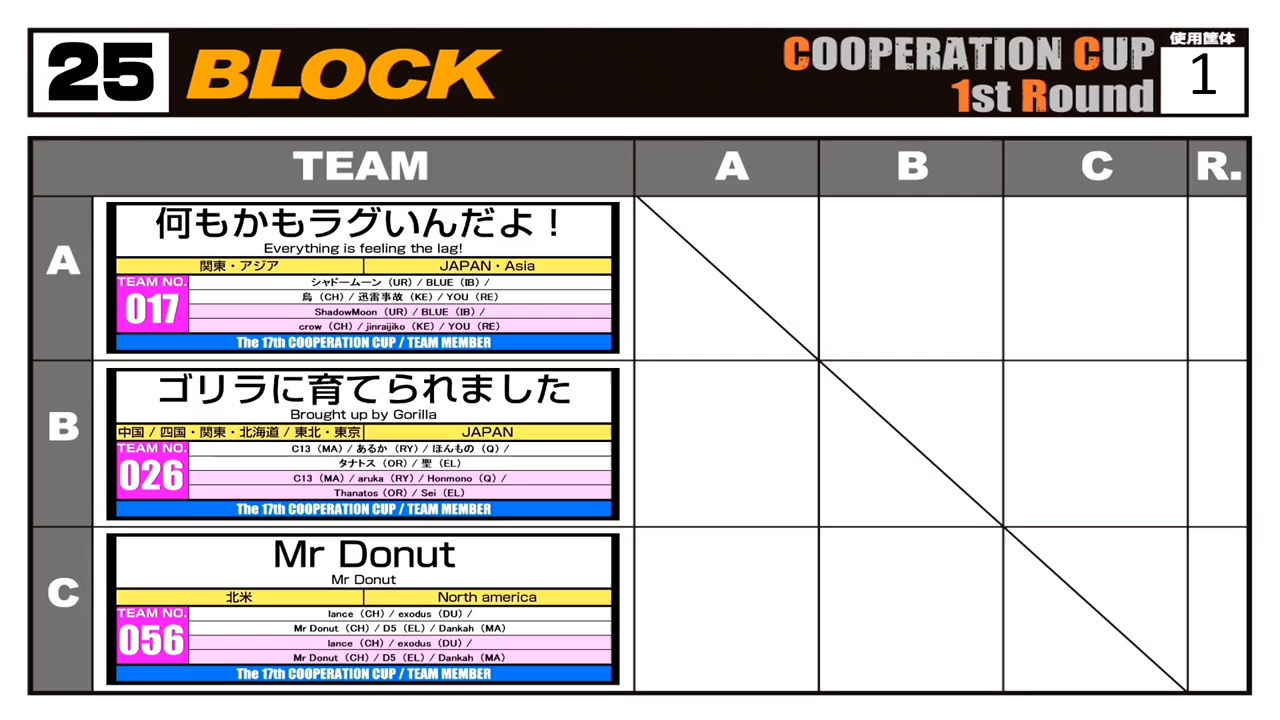 25 BLOCK
COOPERATION CUP
1st Round
使用筐体
1
TEAM A B C R.
A
何もかもラグいんだよ！
Everything is feeling the lag!
関東・アジア JAPAN・Asia
TEAM NO.
017
シャドームーン（UR）/ BLUE（IB）/
烏（CH）/ 迅雷事故（KE）/ YOU（RE）
ShadowMoon（UR）/ BLUE（IB）/
crow（CH）/ jinraijiko（KE）/ YOU（RE）
The 17th COOPERATION CUP / TEAM MEMBER
B
ゴリラに育てられました
Brought up by Gorilla
中国 / 四国・関東・北海道 / 東北・東京 JAPAN
TEAM NO.
026
C13（MA）/ あるか（RY）/ ほんもの（Q）/
タナトス（OR）/ 聖（EL）
C13（MA）/ aruka（RY）/ Honmono（Q）/
Thanatos（OR）/ Sei（EL）
The 17th COOPERATION CUP / TEAM MEMBER
C
Mr Donut
Mr Donut
北米 North america
TEAM NO.
056
lance（CH）/ exodus（DU）/
Mr Donut（CH）/ D5（EL）/ Dankah（MA）
lance（CH）/ exodus（DU）/
Mr Donut（CH）/ D5（EL）/ Dankah（MA）
The 17th COOPERATION CUP / TEAM MEMBER